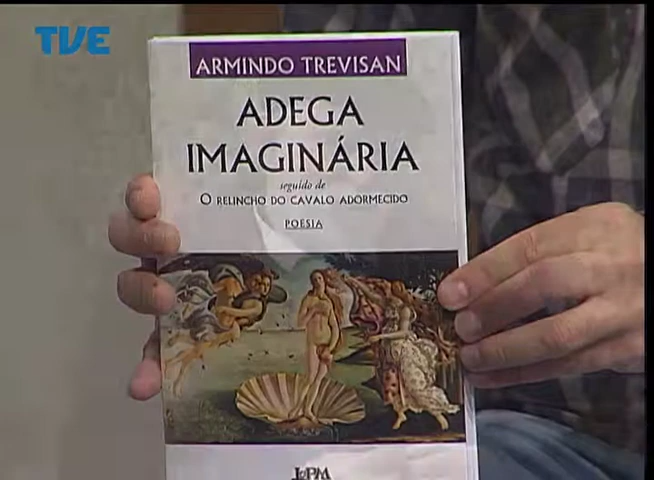 TVE
ARMINDO TREVISAN
ADEGA
IMAGINÁRIA
seguido de
O RELINCHO DO CAVALO ADORMECIDO
POESIA
L&PM